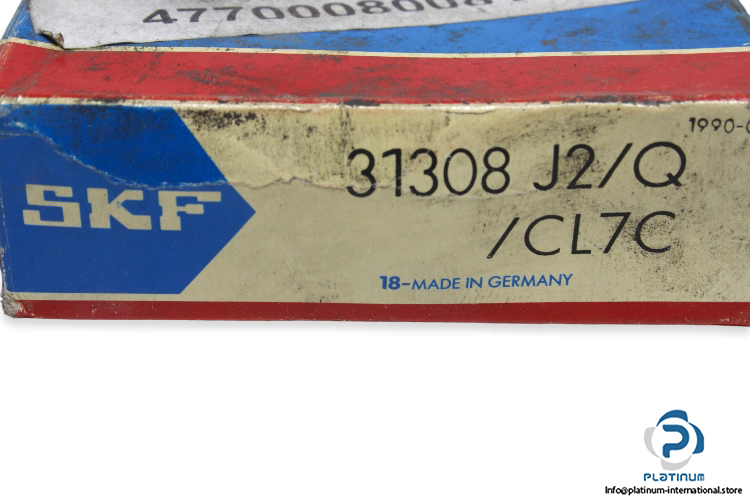 4770008008
1990-0
SKF
31308 J2/Q
/CL7C
18-MADE IN GERMANY
PLATINUM
Info@platinum-international.store